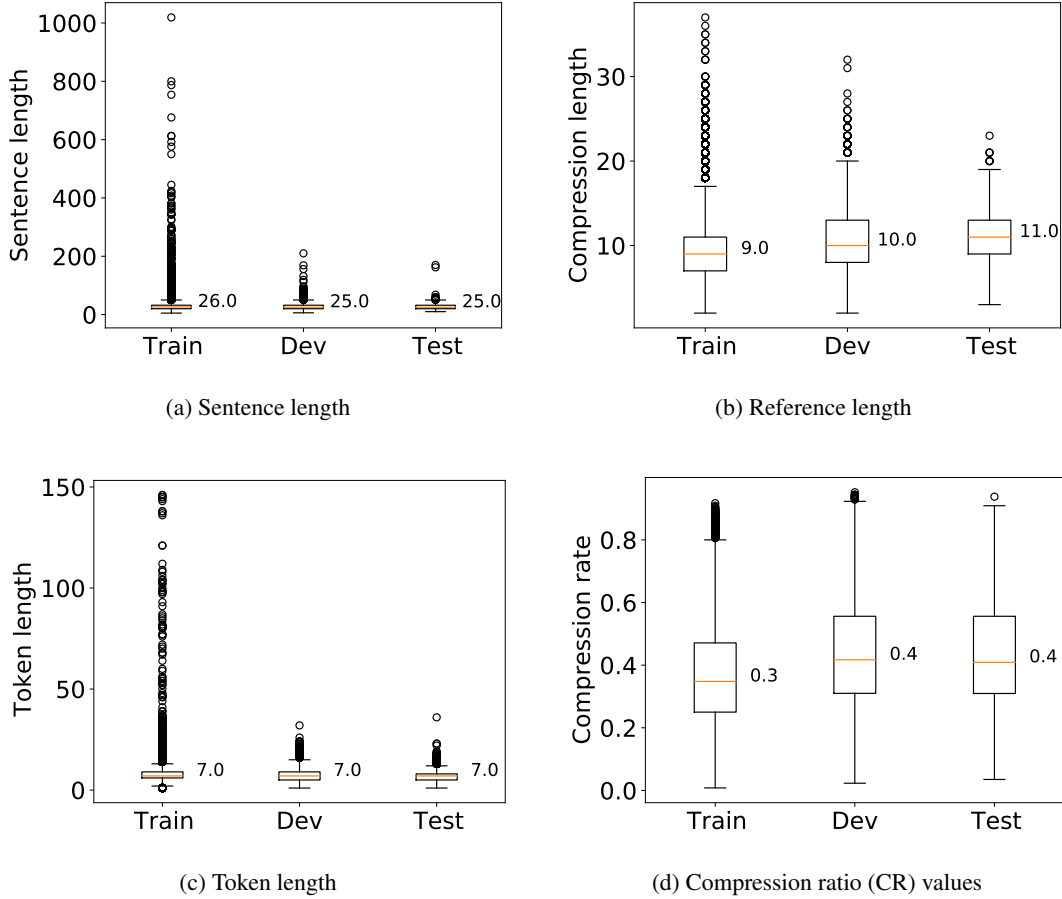 Sentence length
1000
800
600
400
200
0
26.0
25.0
25.0
Train Dev Test
(a) Sentence length
Compression length
30
20
10
9.0
10.0
11.0
Train Dev Test
(b) Reference length
Token length
150
100
50
0
7.0
7.0
7.0
Train Dev Test
(c) Token length
Compression rate
0.8
0.6
0.4
0.2
0.0
0.3
0.4
0.4
Train Dev Test
(d) Compression ratio (CR) values